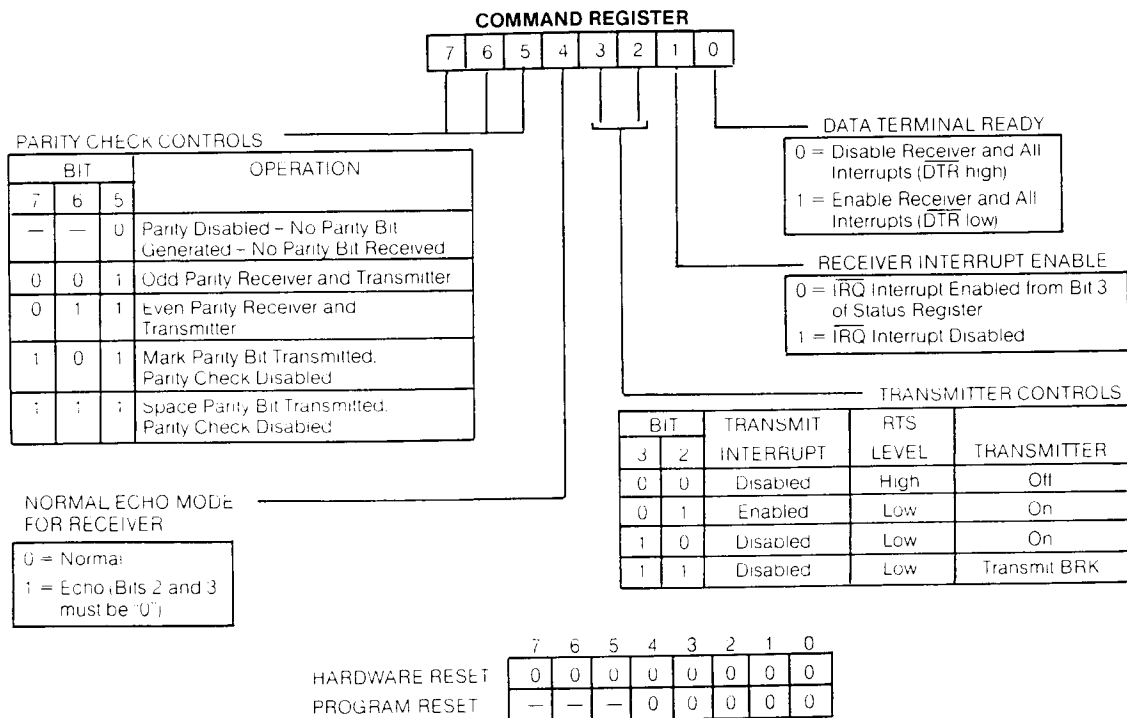 COMMAND REGISTER
7 6 5 4 3 2 1 0
PARITY CHECK CONTROLS
BIT OPERATION
7 6 5
— — 0 Parity Disabled – No Parity Bit
Generated – No Parity Bit Received
0 0 1 Odd Parity Receiver and Transmitter
0 1 1 Even Parity Receiver and
Transmitter
1 0 1 Mark Parity Bit Transmitted.
Parity Check Disabled
1 1 1 Space Parity Bit Transmitted.
Parity Check Disabled
NORMAL ECHO MODE
FOR RECEIVER
0 = Normal
1 = Echo (Bits 2 and 3
must be "0")
DATA TERMINAL READY
0 = Disable Receiver and All
Interrupts (DTR high)
1 = Enable Receiver and All
Interrupts (DTR low)
RECEIVER INTERRUPT ENABLE
0 = IRQ Interrupt Enabled from Bit 3
of Status Register
1 = IRQ Interrupt Disabled
TRANSMITTER CONTROLS
BIT TRANSMIT RTS
3 2 INTERRUPT LEVEL TRANSMITTER
0 0 Disabled High Off
0 1 Enabled Low On
1 0 Disabled Low On
1 1 Disabled Low Transmit BRK
7 6 5 4 3 2 1 0
HARDWARE RESET 0 0 0 0 0 0 0 0
PROGRAM RESET — — — 0 0 0 0 0